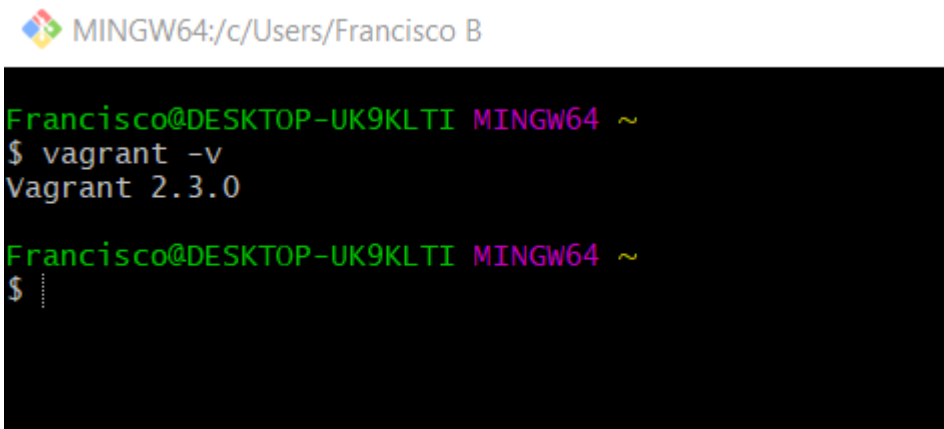 MINGW64:/c/Users/Francisco B
Francisco@DESKTOP-UK9KLTI MINGW64 ~
$ vagrant -v
Vagrant 2.3.0
Francisco@DESKTOP-UK9KLTI MINGW64 ~
$